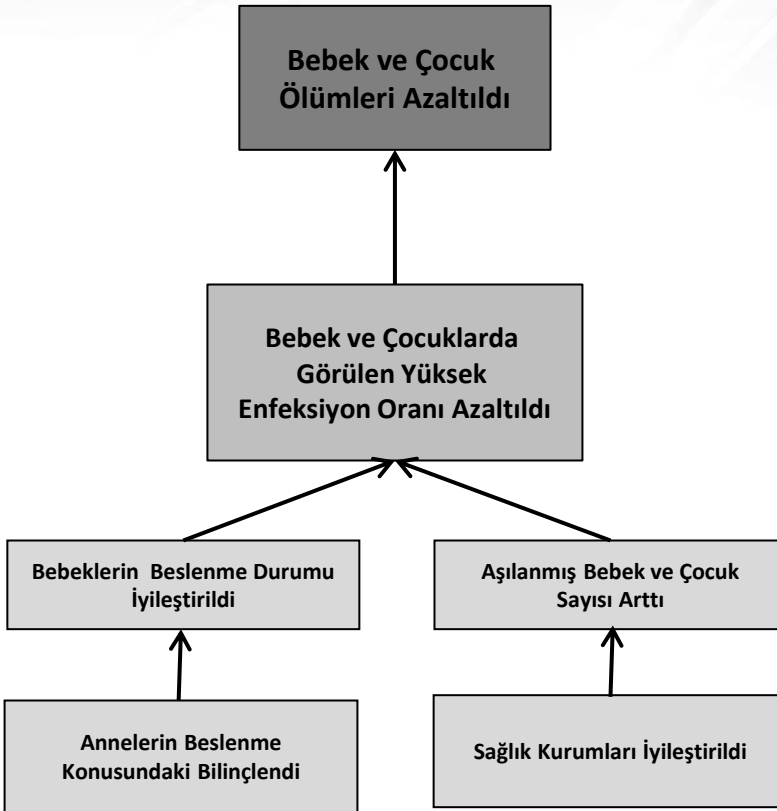 Bebek ve Çocuk
Ölümleri Azaltıldı
Bebek ve Çocuklarda
Görülen Yüksek
Enfeksiyon Oranı Azaltıldı
Bebeklerin Beslenme Durumu
İyileştirildi
Aşılanmış Bebek ve Çocuk
Sayısı Arttı
Annelerin Beslenme
Konusundaki Bilinçlendi
Sağlık Kurumları İyileştirildi